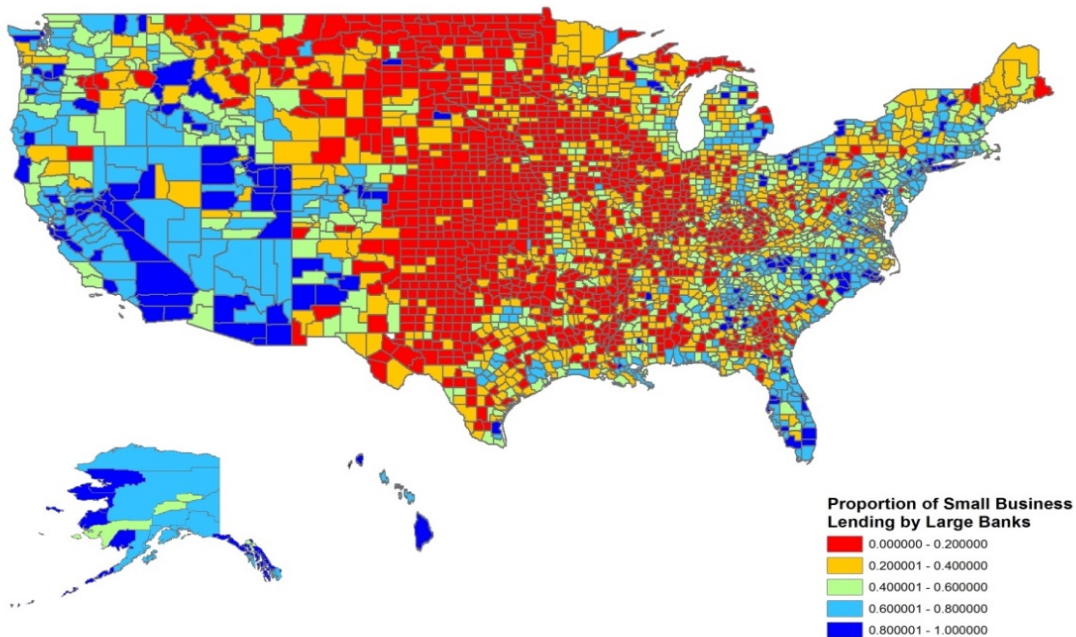 Proportion of Small Business
Lending by Large Banks
0.000000 - 0.200000
0.200001 - 0.400000
0.400001 - 0.600000
0.600001 - 0.800000
0.800001 - 1.000000